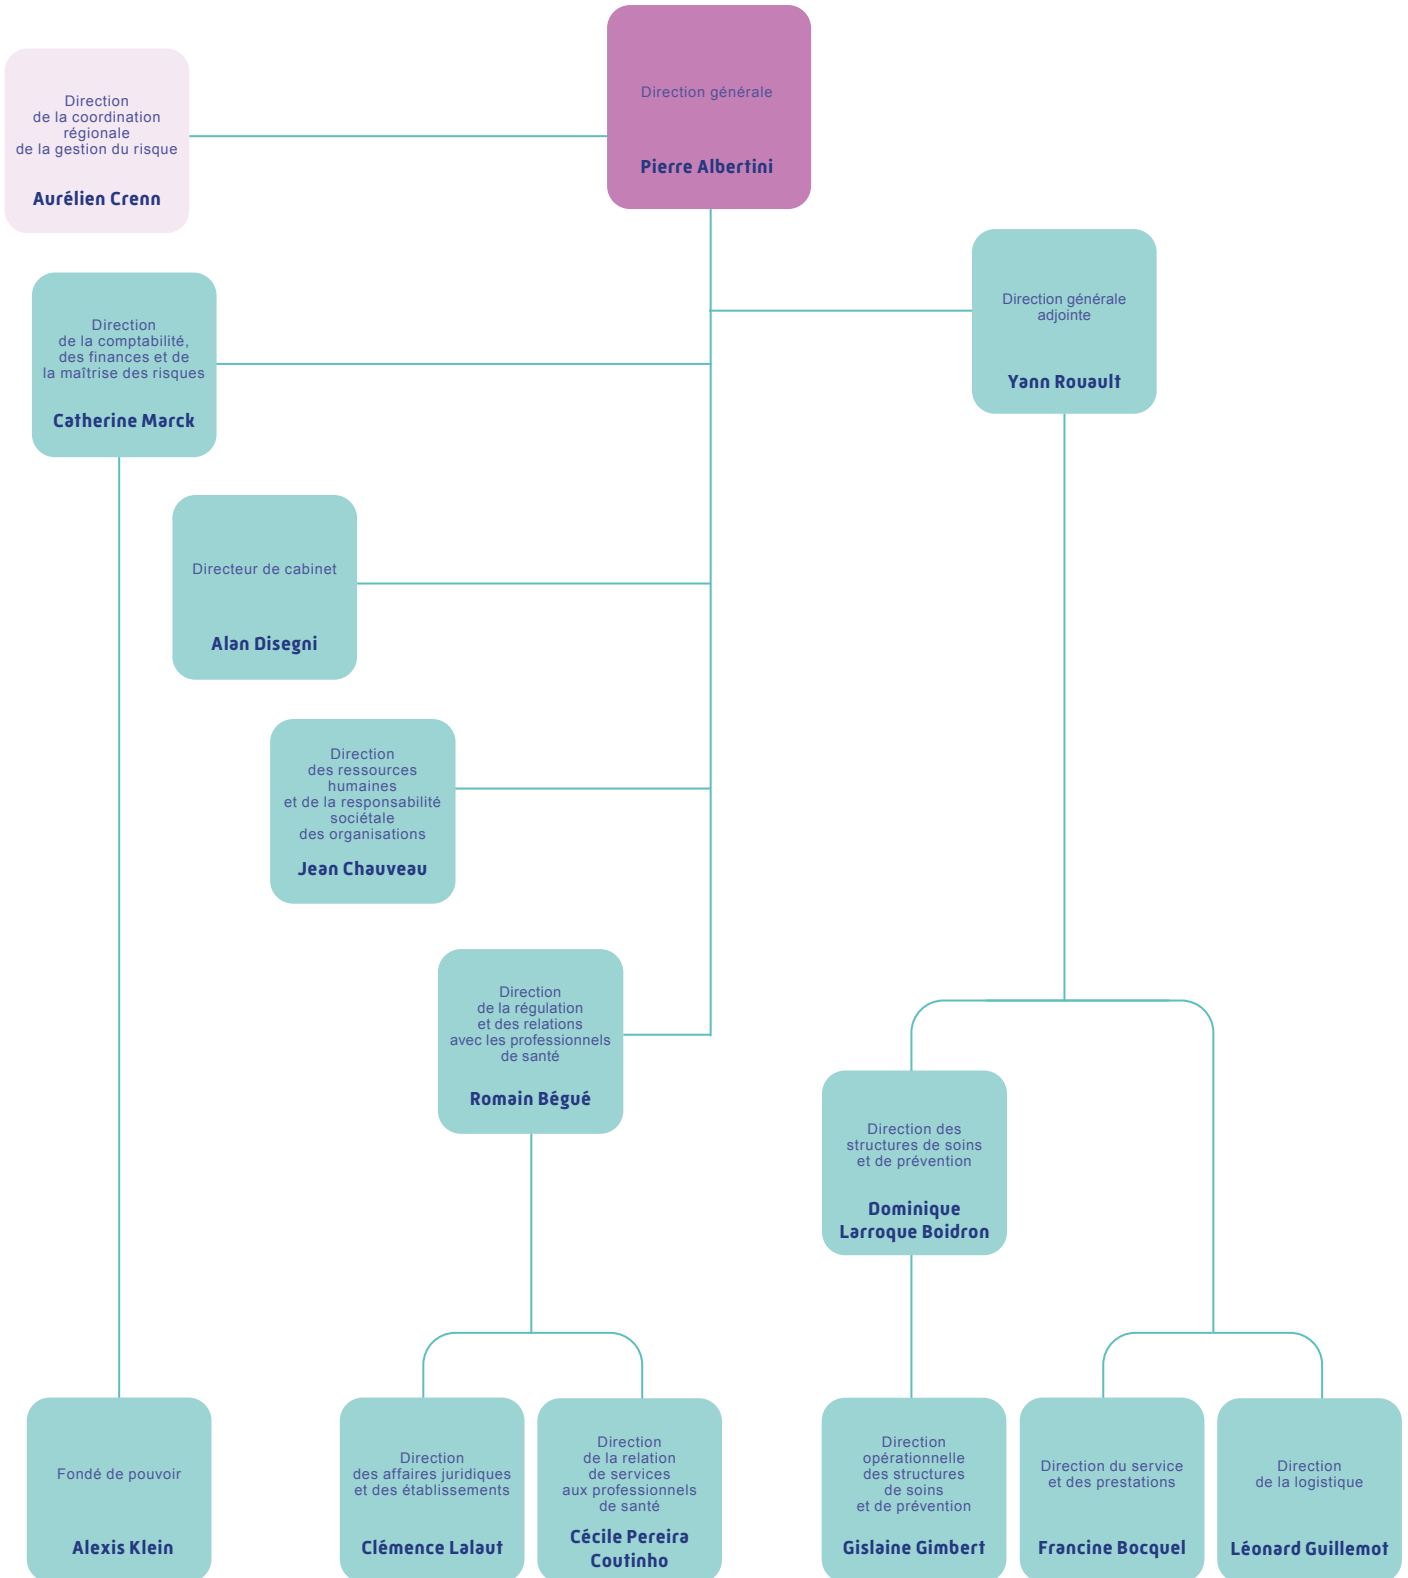 Direction générale
Pierre Albertini
Direction
de la coordination
régionale
de la gestion du risque
Aurélien Crenn
Direction générale
adjointe
Yann Rouault
Direction
de la comptabilité,
des finances et de
la maîtrise des risques
Catherine Marck
Directeur de cabinet
Alan Disegni
Direction
des ressources
humaines
et de la responsabilité
sociétale
des organisations
Jean Chauveau
Direction
de la régulation
et des relations
avec les professionnels
de santé
Romain Bégué
Direction des
structures de soins
et de prévention
Dominique
Larroque Boidron
Fondé de pouvoir
Alexis Klein
Direction
des affaires juridiques
et des établissements
Clémence Lalaut
Direction
de la relation
de services
aux professionnels
de santé
Cécile Pereira
Coutinho
Direction
opérationnelle
des structures
de soins
et de prévention
Gislaine Gimbert
Direction du service
et des prestations
Francine Bocquel
Direction
de la logistique
Léonard Guillemot